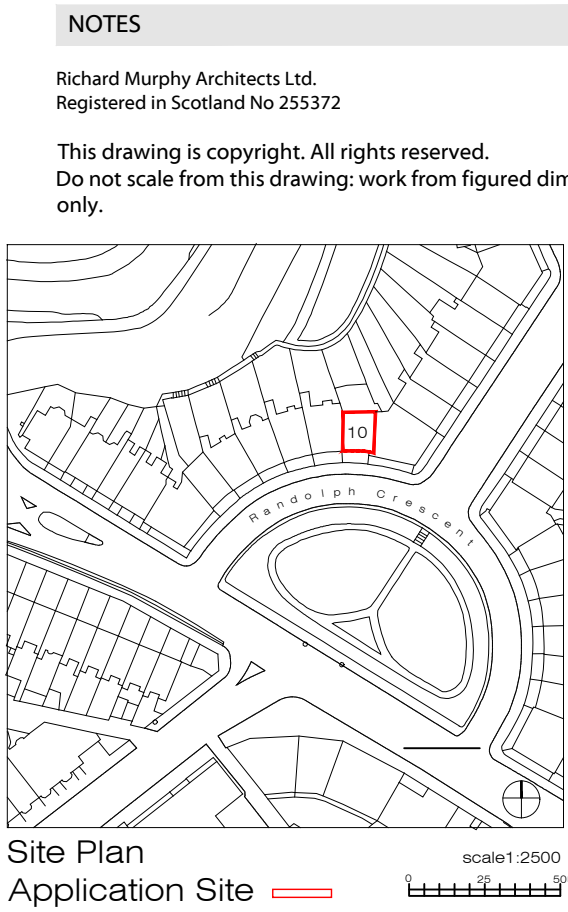 NOTES
Richard Murphy Architects Ltd.
Registered in Scotland No 255372
This drawing is copyright. All rights reserved.
Do not scale from this drawing: work from figured dim
only.
10
Randolph Crescent
Site Plan
scale1:2500
Application Site
0 25 50